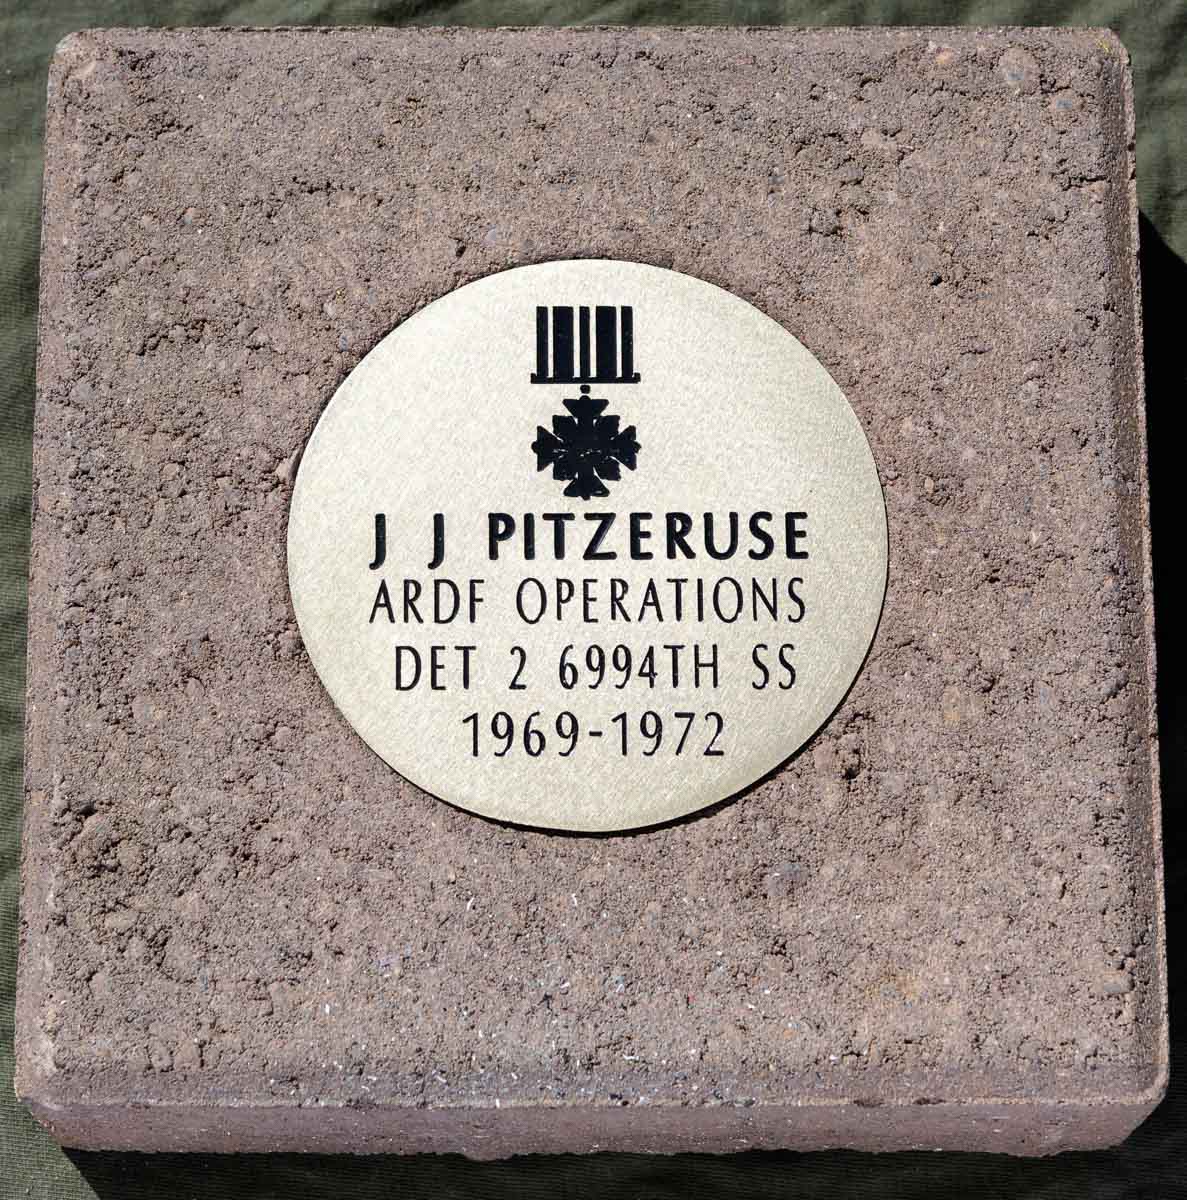 J J PITZERUSE
ARDF OPERATIONS
DET 2 6994TH SS
1969-1972